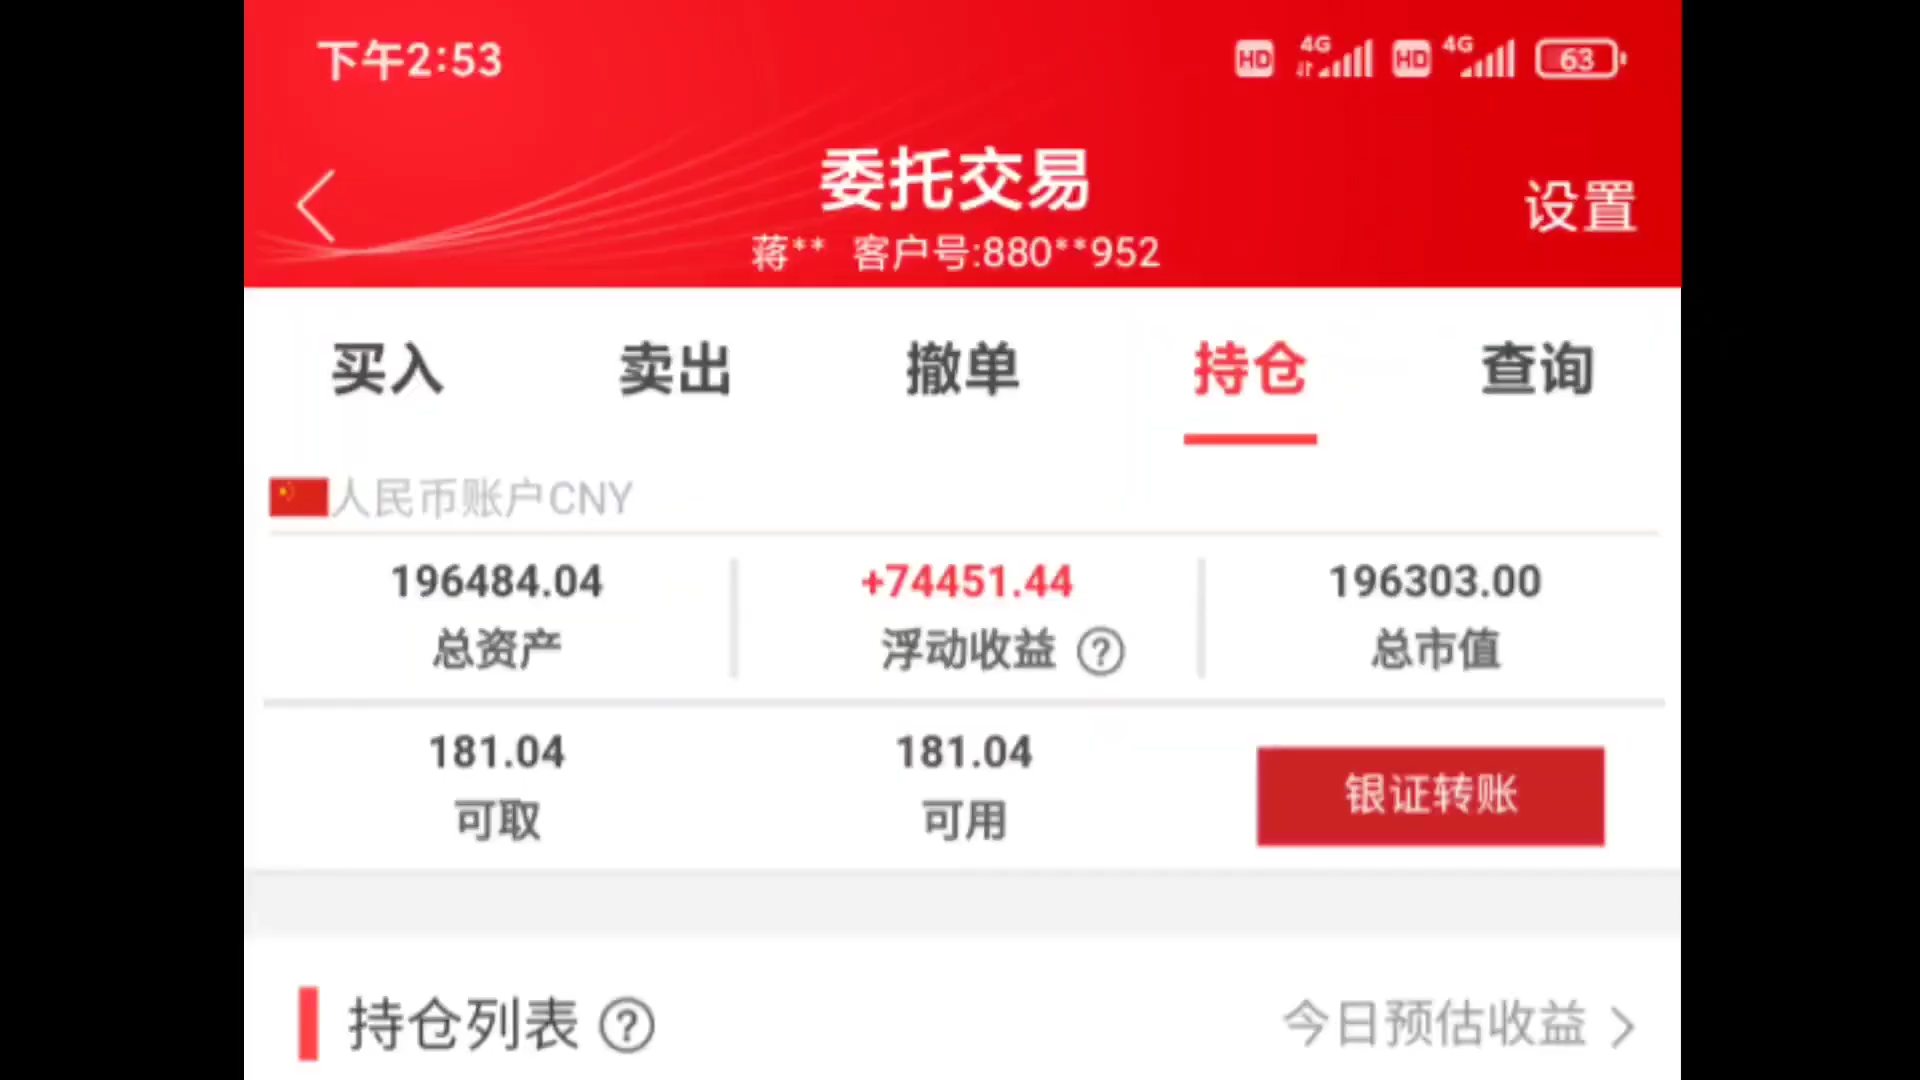 下午2:53 HD 4G HD 4G 63
委托交易
设置
蒋** 客户号:880**952
买入 卖出 撤单 持仓 查询
人民币账户CNY
196484.04 +74451.44 196303.00
总资产 浮动收益 ? 总市值
181.04 181.04
可取 可用 银证转账
持仓列表 ? 今日预估收益